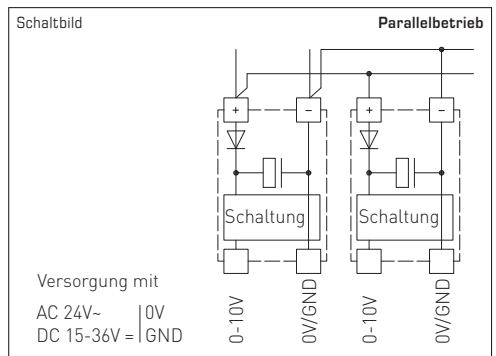 Schaltbild
Parallelbetrieb
+ − + −
Schaltung Schaltung
Versorgung mit
AC 24V~ | 0V
DC 15-36V = | GND
0-10V
0V/GND
0-10V
0V/GND